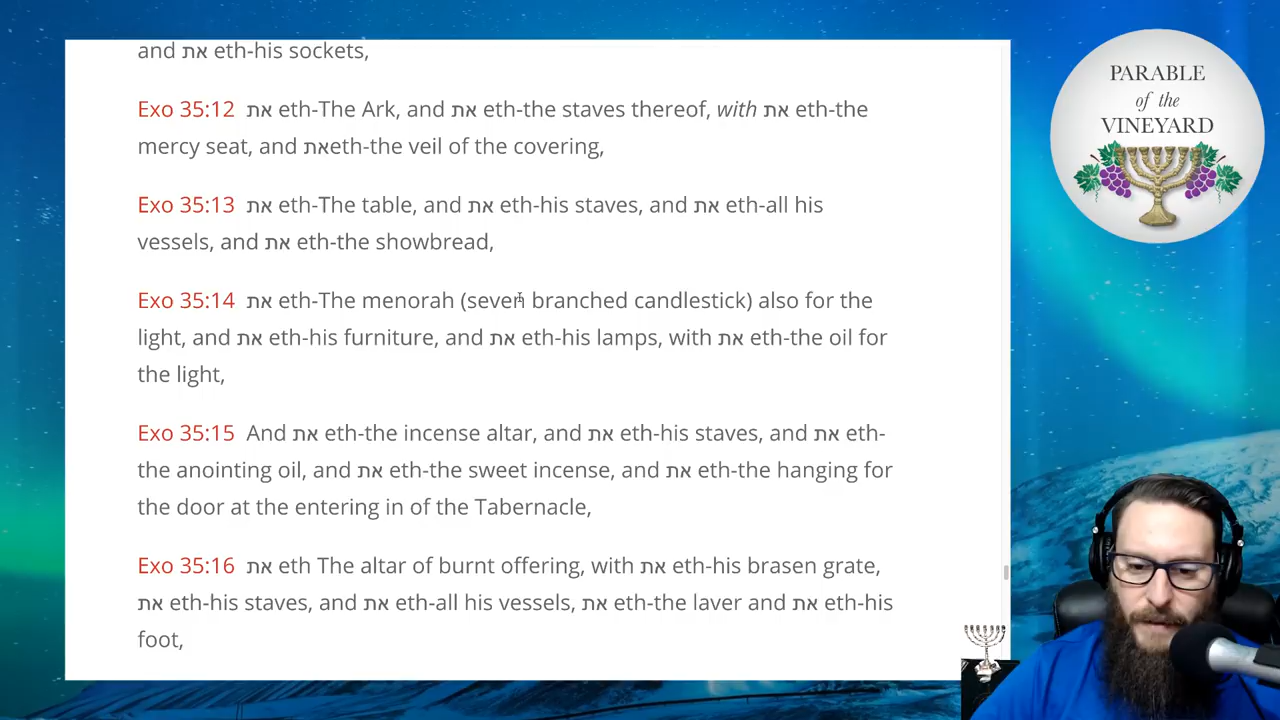 and את eth-his sockets,
Exo 35:12 את eth-The Ark, and את eth-the staves thereof, with את eth-the
mercy seat, and אתeth-the veil of the covering,
Exo 35:13 את eth-The table, and את eth-his staves, and את eth-all his
vessels, and את eth-the showbread,
Exo 35:14 את eth-The menorah (seven branched candlestick) also for the
light, and את eth-his furniture, and את eth-his lamps, with את eth-the oil for
the light,
Exo 35:15 And את eth-the incense altar, and את eth-his staves, and את eth-
the anointing oil, and את eth-the sweet incense, and את eth-the hanging for
the door at the entering in of the Tabernacle,
Exo 35:16 את eth The altar of burnt offering, with את eth-his brasen grate,
את eth-his staves, and את eth-all his vessels, את eth-the laver and את eth-his
foot,
PARABLE
of the
VINEYARD